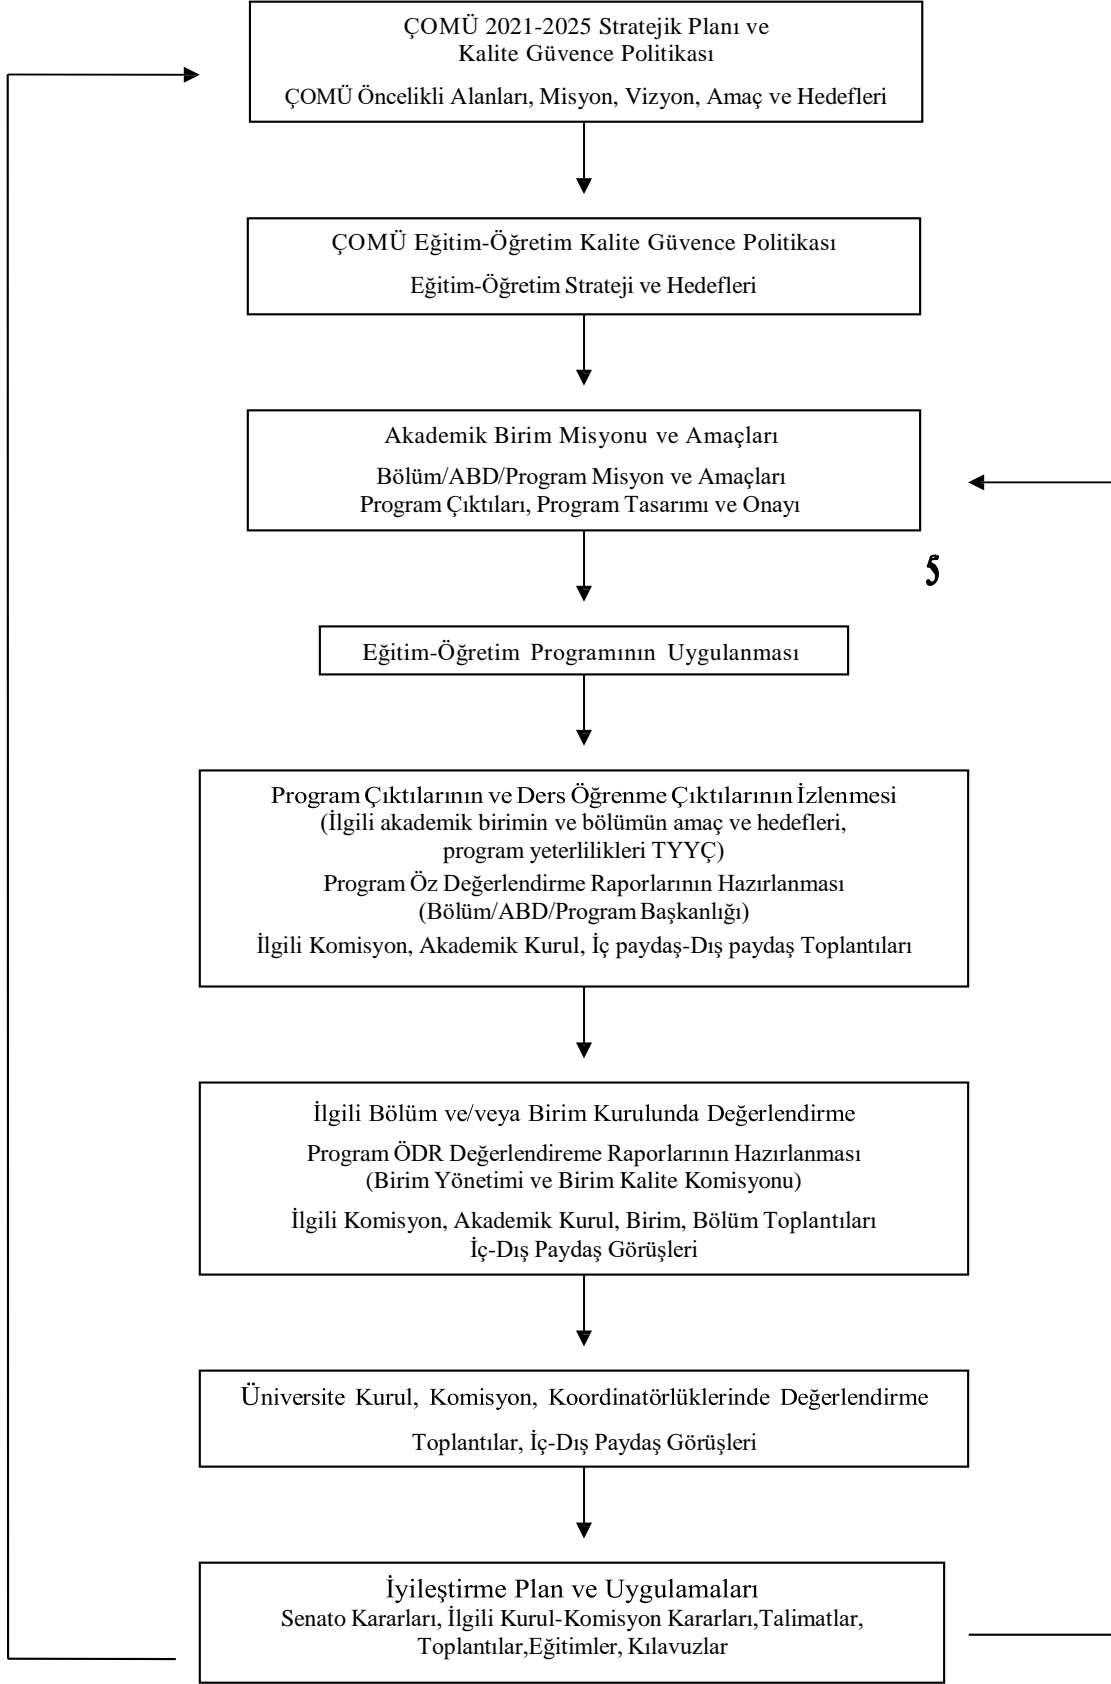 ÇOMÜ 2021-2025 Stratejik Planı ve
Kalite Güvence Politikası
ÇOMÜ Öncelikli Alanları, Misyon, Vizyon, Amaç ve Hedefleri
ÇOMÜ Eğitim-Öğretim Kalite Güvence Politikası
Eğitim-Öğretim Strateji ve Hedefleri
Akademik Birim Misyonu ve Amaçları
Bölüm/ABD/Program Misyon ve Amaçları
Program Çıktıları, Program Tasarımı ve Onayı
5
Eğitim-Öğretim Programının Uygulanması
Program Çıktılarının ve Ders Öğrenme Çıktılarının İzlenmesi
(İlgili akademik birimin ve bölümün amaç ve hedefleri,
program yeterlilikleri TYYÇ)
Program Öz Değerlendirme Raporlarının Hazırlanması
(Bölüm/ABD/Program Başkanlığı)
İlgili Komisyon, Akademik Kurul, İç paydaş-Dış paydaş Toplantıları
İlgili Bölüm ve/veya Birim Kurulunda Değerlendirme
Program ÖDR Değerlendireme Raporlarının Hazırlanması
(Birim Yönetimi ve Birim Kalite Komisyonu)
İlgili Komisyon, Akademik Kurul, Birim, Bölüm Toplantıları
İç-Dış Paydaş Görüşleri
Üniversite Kurul, Komisyon, Koordinatörlüklerinde Değerlendirme
Toplantılar, İç-Dış Paydaş Görüşleri
İyileştirme Plan ve Uygulamaları
Senato Kararları, İlgili Kurul-Komisyon Kararları,Talimatlar,
Toplantılar,Eğitimler, Kılavuzlar